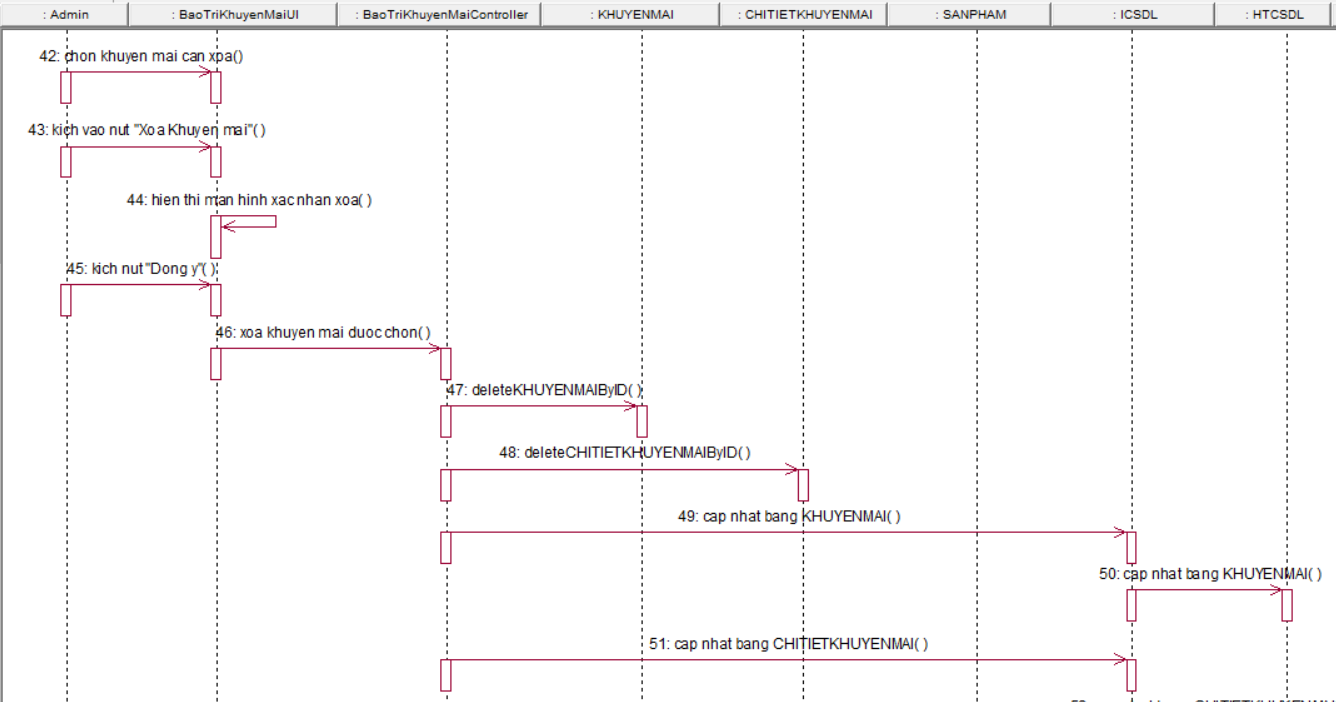 : Admin
: BaoTriKhuyenMaiUI
: BaoTriKhuyenMaiController
: KHUYENMAI
: CHITIETKHUYENMAI
: SANPHAM
: ICSDL
: HTCSDL
42: chon khuyen mai can xoa()
43: kich vao nut "Xoa Khuyen mai"( )
44: hien thi man hinh xac nhan xoa( )
45: kich nut "Dong y"( )
46: xoa khuyen mai duoc chon( )
47: deleteKHUYENMAIByID( )
48: deleteCHITIETKHUYENMAIByID( )
49: cap nhat bang KHUYENMAI( )
50: cap nhat bang KHUYENMAI( )
51: cap nhat bang CHITIETKHUYENMAI( )